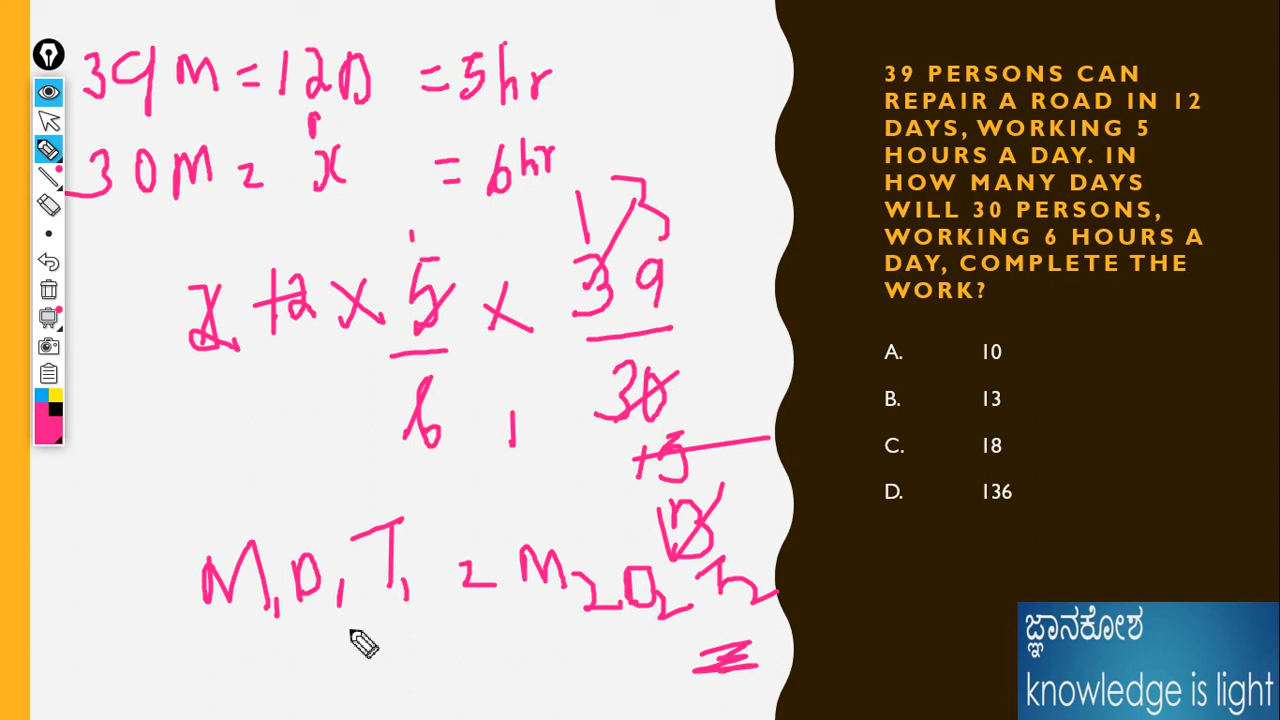 39M = 12D = 5hr
30M = x = 6hr
12 × 5 × 39
6, 30
13
M1D1T1 = M2D2T2
39 PERSONS CAN
REPAIR A ROAD IN 12
DAYS, WORKING 5
HOURS A DAY. IN
HOW MANY DAYS
WILL 30 PERSONS,
WORKING 6 HOURS A
DAY, COMPLETE THE
WORK?
A. 10
B. 13
C. 18
D. 136
ಜ್ಞಾನಕೋಶ
knowledge is light